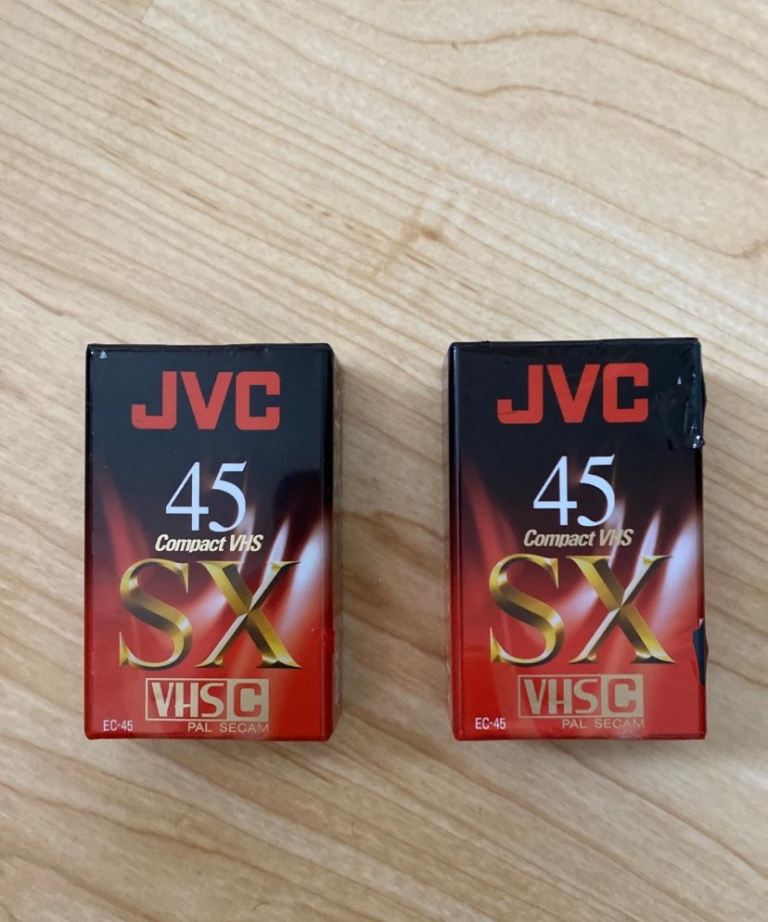 JVC
45
Compact VHS
SX
VHS C
PAL SECAM
EC-45
JVC
45
Compact VHS
SX
VHS C
PAL SECAM
EC-45